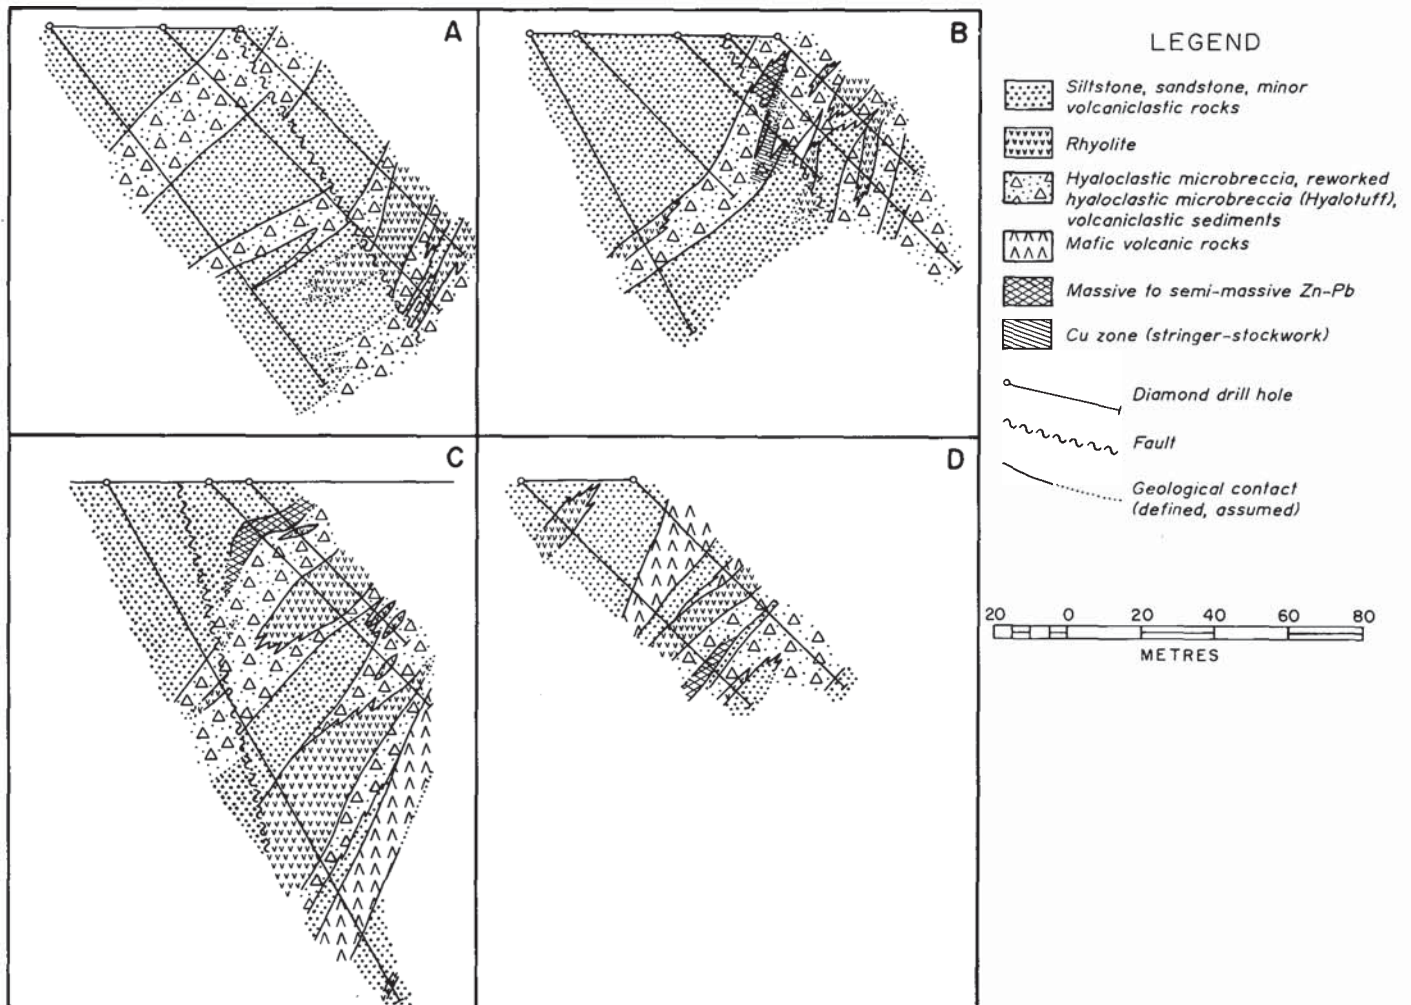 A
B
C
D
LEGEND
Siltstone, sandstone, minor
volcaniclastic rocks
Rhyolite
Hyaloclastic microbreccia, reworked
hyaloclastic microbreccia (Hyalotuff),
volcaniclastic sediments
Mafic volcanic rocks
Massive to semi-massive Zn-Pb
Cu zone (stringer-stockwork)
Diamond drill hole
Fault
Geological contact
(defined, assumed)
20 0 20 40 60 80
METRES